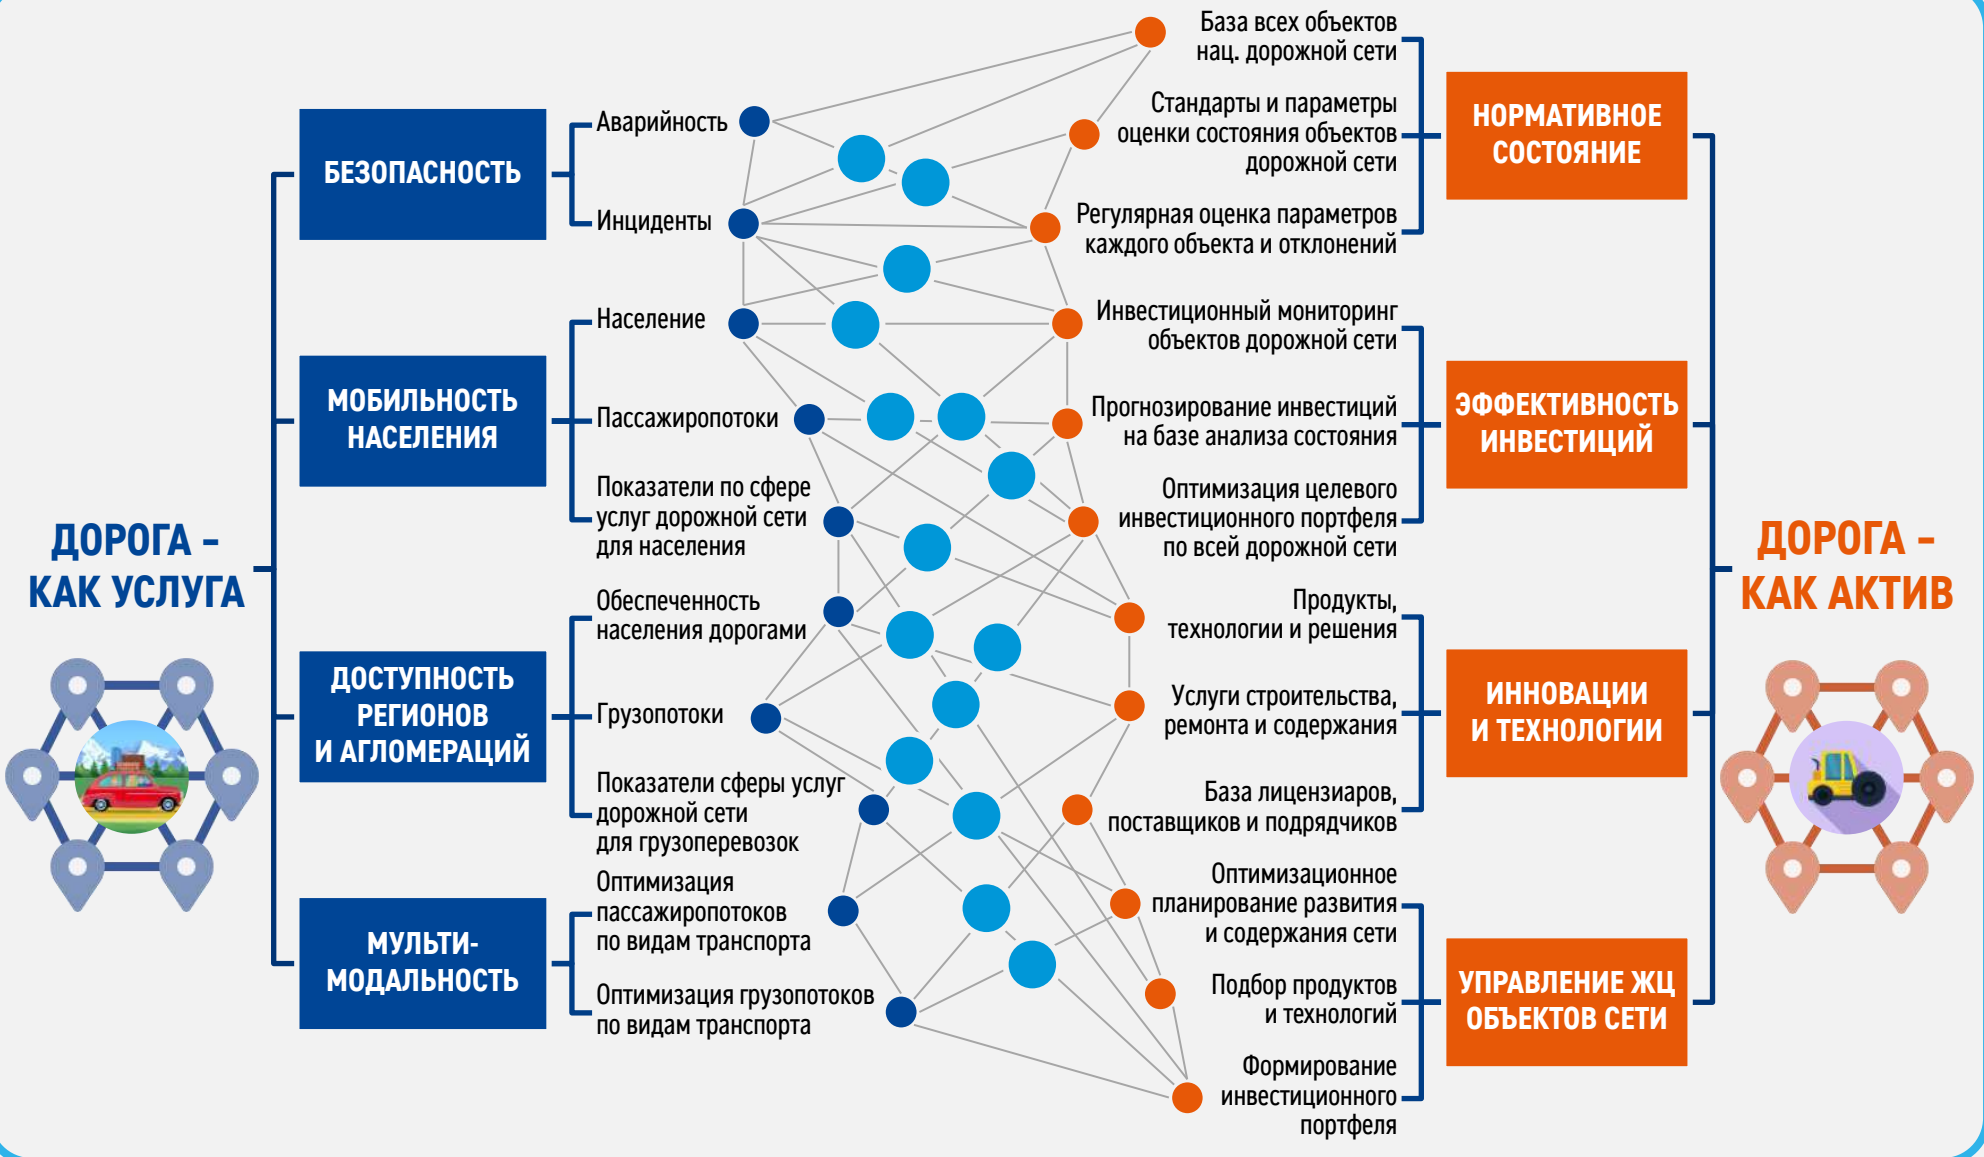 ДОРОГА –
КАК УСЛУГА
БЕЗОПАСНОСТЬ
Аварийность
Инциденты
МОБИЛЬНОСТЬ
НАСЕЛЕНИЯ
Население
Пассажиропотоки
Показатели по сфере
услуг дорожной сети
для населения
ДОСТУПНОСТЬ
РЕГИОНОВ
И АГЛОМЕРАЦИЙ
Обеспеченность
населения дорогами
Грузопотоки
Показатели сферы услуг
дорожной сети
для грузоперевозок
МУЛЬТИ-
МОДАЛЬНОСТЬ
Оптимизация
пассажиропотоков
по видам транспорта
Оптимизация грузопотоков
по видам транспорта
База всех объектов
нац. дорожной сети
Стандарты и параметры
оценки состояния объектов
дорожной сети
Регулярная оценка параметров
каждого объекта и отклонений
НОРМАТИВНОЕ
СОСТОЯНИЕ
Инвестиционный мониторинг
объектов дорожной сети
Прогнозирование инвестиций
на базе анализа состояния
Оптимизация целевого
инвестиционного портфеля
по всей дорожной сети
ЭФФЕКТИВНОСТЬ
ИНВЕСТИЦИЙ
Продукты,
технологии и решения
Услуги строительства,
ремонта и содержания
База лицензиаров,
поставщиков и подрядчиков
ИННОВАЦИИ
И ТЕХНОЛОГИИ
Оптимизационное
планирование развития
и содержания сети
Подбор продуктов
и технологий
Формирование
инвестиционного
портфеля
УПРАВЛЕНИЕ ЖЦ
ОБЪЕКТОВ СЕТИ
ДОРОГА –
КАК АКТИВ